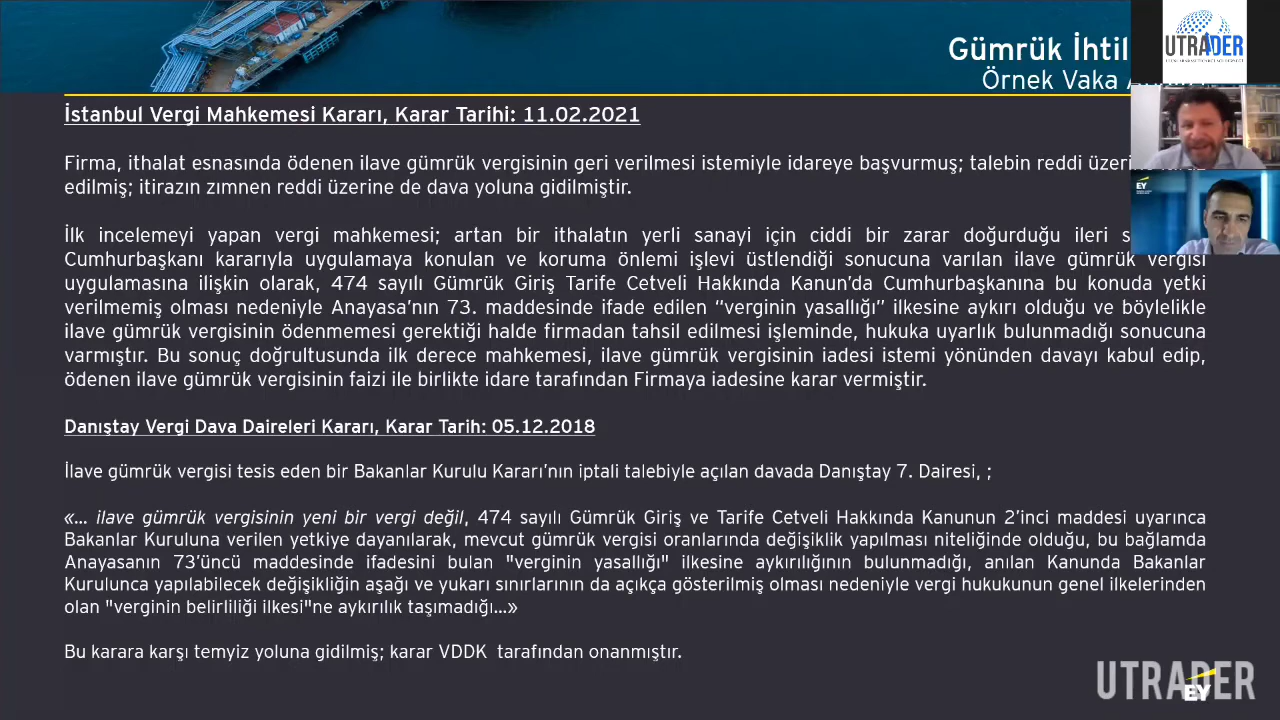 Gümrük İhtil
Örnek Vaka
UTRADER
İstanbul Vergi Mahkemesi Kararı, Karar Tarihi: 11.02.2021
Firma, ithalat esnasında ödenen ilave gümrük vergisinin geri verilmesi istemiyle idareye başvurmuş; talebin reddi
edilmiş; itirazın zımnen reddi üzerine de dava yoluna gidilmiştir.
EY
İlk incelemeyi yapan vergi mahkemesi; artan bir ithalatın yerli sanayi için ciddi bir zarar doğurduğu ileri
Cumhurbaşkanı kararıyla uygulamaya konulan ve koruma önlemi işlevi üstlendiği sonucuna varılan ilave gümrük vergisi
uygulamasına ilişkin olarak, 474 sayılı Gümrük Giriş Tarife Cetveli Hakkında Kanun’da Cumhurbaşkanına bu konuda yetki
verilmemiş olması nedeniyle Anayasa’nın 73. maddesinde ifade edilen “verginin yasallığı” ilkesine aykırı olduğu ve böylelikle
ilave gümrük vergisinin ödenmemesi gerektiği halde firmadan tahsil edilmesi işleminde, hukuka uyarlık bulunmadığı sonucuna
varmıştır. Bu sonuç doğrultusunda ilk derece mahkemesi, ilave gümrük vergisinin iadesi istemi yönünden davayı kabul edip,
ödenen ilave gümrük vergisinin faizi ile birlikte idare tarafından Firmaya iadesine karar vermiştir.
Danıştay Vergi Dava Daireleri Kararı, Karar Tarih: 05.12.2018
İlave gümrük vergisi tesis eden bir Bakanlar Kurulu Kararı’nın iptali talebiyle açılan davada Danıştay 7. Dairesi, ;
«… ilave gümrük vergisinin yeni bir vergi değil, 474 sayılı Gümrük Giriş ve Tarife Cetveli Hakkında Kanunun 2’inci maddesi uyarınca
Bakanlar Kuruluna verilen yetkiye dayanılarak, mevcut gümrük vergisi oranlarında değişiklik yapılması niteliğinde olduğu, bu bağlamda
Anayasanın 73’üncü maddesinde ifadesini bulan "verginin yasallığı" ilkesine aykırılığının bulunmadığı, anılan Kanunda Bakanlar
Kurulunca yapılabilecek değişikliğin aşağı ve yukarı sınırlarının da açıkça gösterilmiş olması nedeniyle vergi hukukunun genel ilkelerinden
olan "verginin belirliliği ilkesi"ne aykırılık taşımadığı…»
Bu karara karşı temyiz yoluna gidilmiş; karar VDDK tarafından onanmıştır.
UTRADER
EY